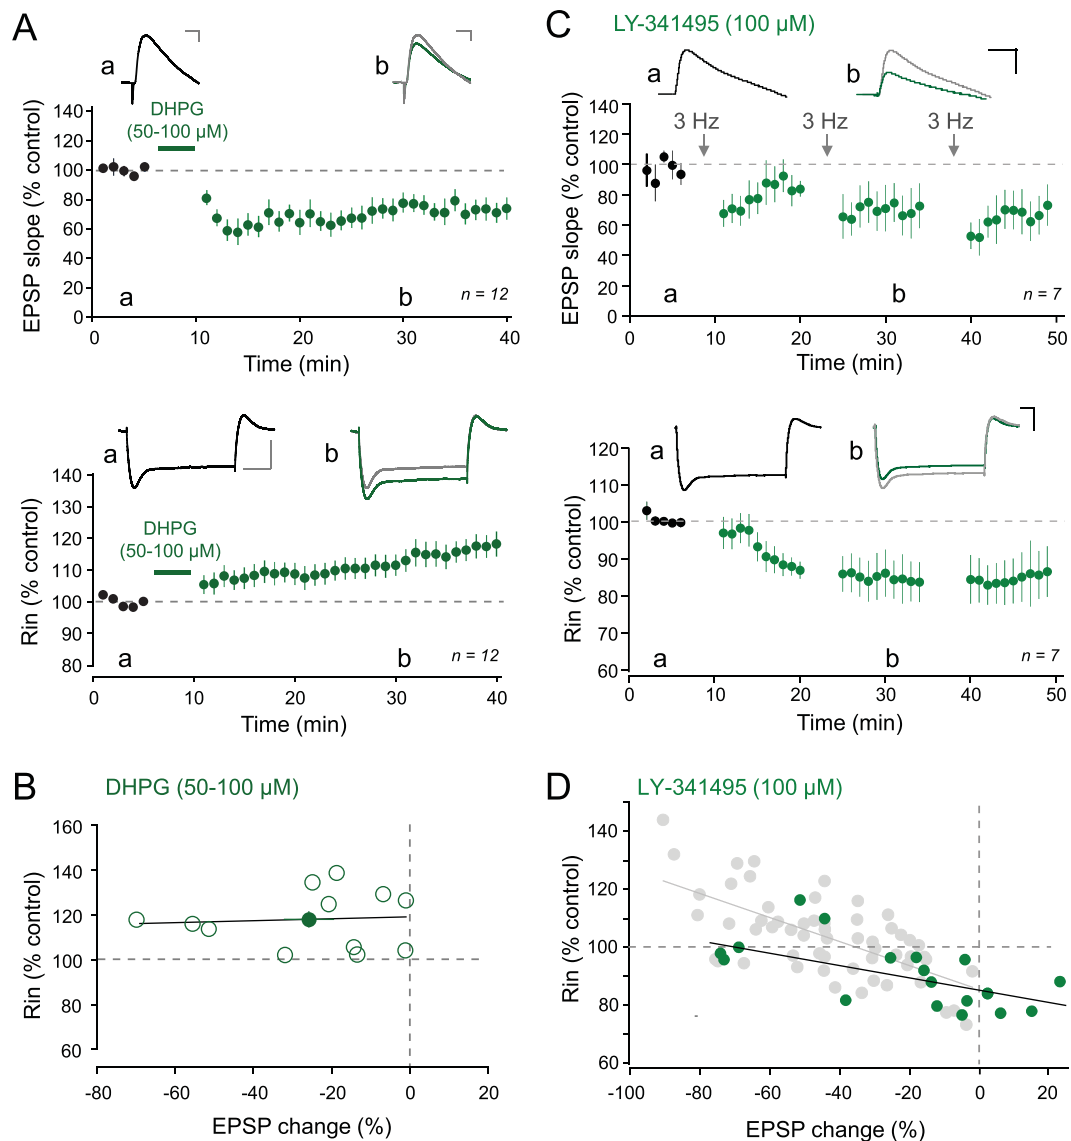 A
a
b
DHPG
(50-100 µM)
140
120
100
80
60
40
20
0
EPSP slope (% control)
a
b
n = 12
0
10
20
30
40
Time (min)
a
b
DHPG
(50-100 µM)
140
130
120
110
100
90
80
Rin (% control)
a
b
n = 12
0
10
20
30
40
Time (min)
B
DHPG (50-100 µM)
160
140
120
100
80
60
Rin (% control)
-80
-60
-40
-20
0
20
EPSP change (%)
C
LY-341495 (100 µM)
a
b
3 Hz
3 Hz
3 Hz
140
120
100
80
60
40
20
0
EPSP slope (% control)
a
b
n = 7
0
10
20
30
40
50
Time (min)
a
b
120
110
100
90
80
70
60
Rin (% control)
a
b
n = 7
0
10
20
30
40
50
Time (min)
D
LY-341495 (100 µM)
140
120
100
80
60
Rin (% control)
-100
-80
-60
-40
-20
0
20
EPSP change (%)